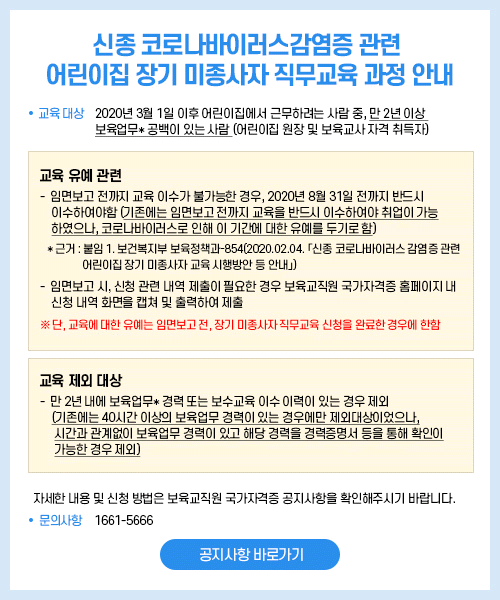 신종 코로나바이러스감염증 관련
어린이집 장기 미종사자 직무교육 과정 안내
• 교육 대상 2020년 3월 1일 이후 어린이집에서 근무하려는 사람 중, 만 2년 이상
보육업무* 공백이 있는 사람 (어린이집 원장 및 보육교사 자격 취득자)
교육 유예 관련
- 임면보고 전까지 교육 이수가 불가능한 경우, 2020년 8월 31일 전까지 반드시
이수하여야함 (기존에는 임면보고 전까지 교육을 반드시 이수하여야 취업이 가능
하였으나, 코로나바이러스로 인해 이 기간에 대한 유예를 두기로 함)
* 근거 : 붙임 1. 보건복지부 보육정책과-854(2020.02.04. 「신종 코로나바이러스 감염증 관련
어린이집 장기 미종사자 교육 시행방안 등 안내」)
- 임면보고 시, 신청 관련 내역 제출이 필요한 경우 보육교직원 국가자격증 홈페이지 내
신청 내역 화면을 캡쳐 및 출력하여 제출
※ 단, 교육에 대한 유예는 임면보고 전, 장기 미종사자 직무교육 신청을 완료한 경우에 한함
교육 제외 대상
- 만 2년 내에 보육업무* 경력 또는 보수교육 이수 이력이 있는 경우 제외
(기존에는 40시간 이상의 보육업무 경력이 있는 경우에만 제외대상이었으나,
시간과 관계없이 보육업무 경력이 있고 해당 경력을 경력증명서 등을 통해 확인이
가능한 경우 제외)
자세한 내용 및 신청 방법은 보육교직원 국가자격증 공지사항을 확인해주시기 바랍니다.
• 문의사항 1661-5666
공지사항 바로가기